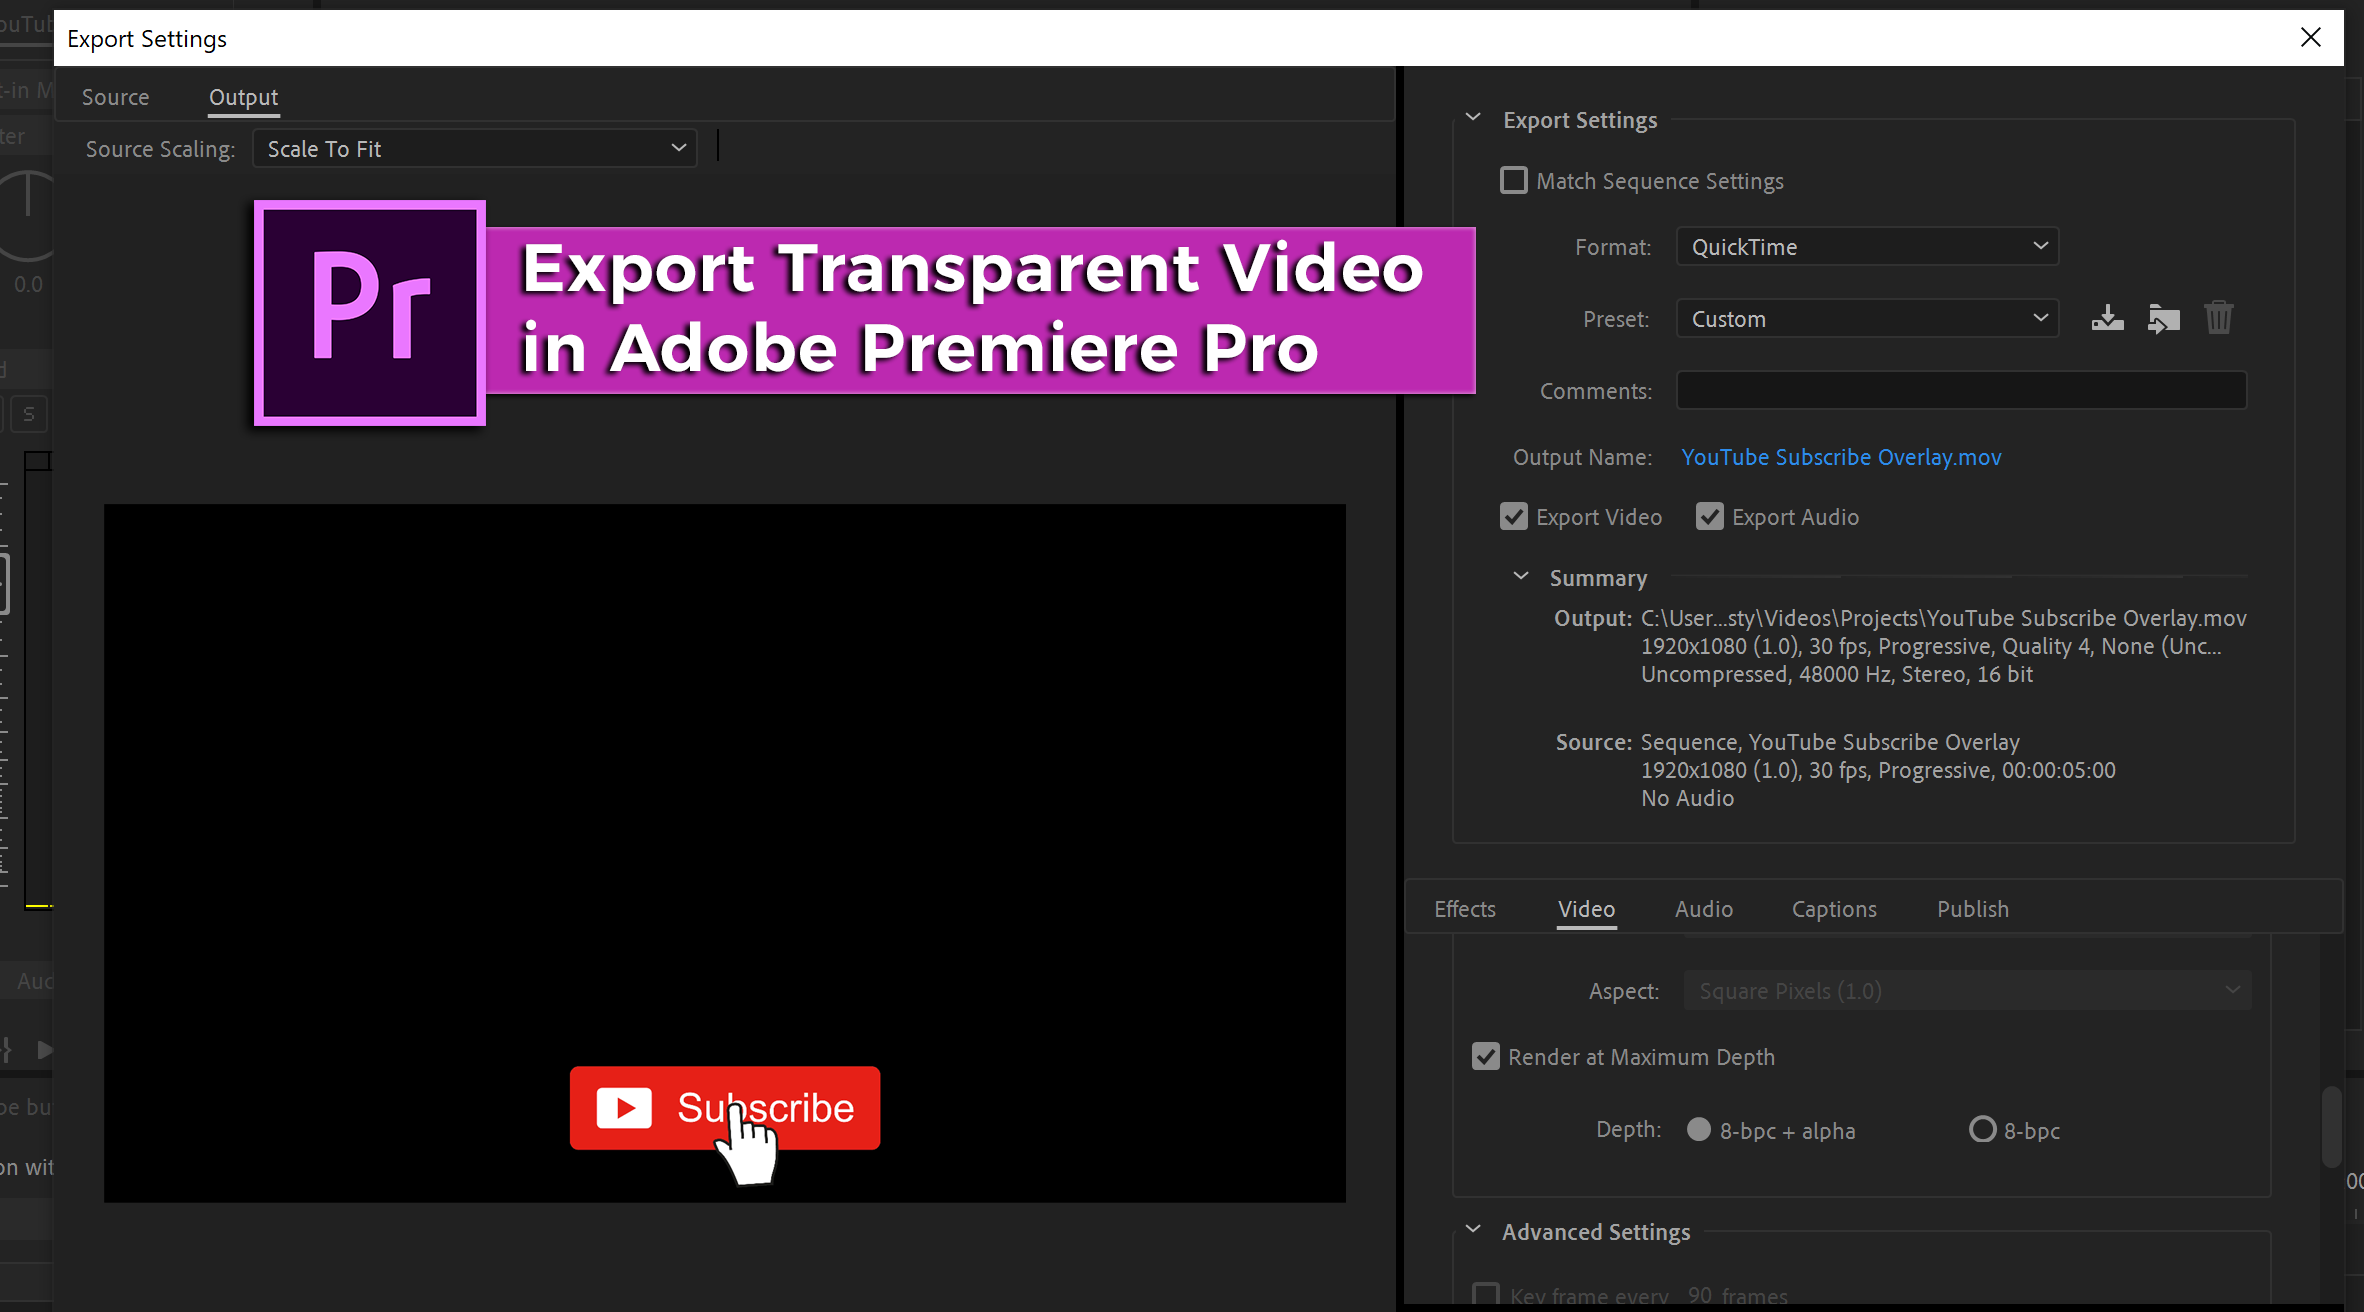 Export Settings
Source
Output
Source Scaling:
Scale To Fit
Pr
Export Transparent Video
in Adobe Premiere Pro
Subscribe
0.0
S
Export Settings
Match Sequence Settings
Format:
QuickTime
Preset:
Custom
Comments:
Output Name:
YouTube Subscribe Overlay.mov
Export Video
Export Audio
Summary
Output: C:\User...sty\Videos\Projects\YouTube Subscribe Overlay.mov
1920x1080 (1.0), 30 fps, Progressive, Quality 4, None (Unc...
Uncompressed, 48000 Hz, Stereo, 16 bit
Source: Sequence, YouTube Subscribe Overlay
1920x1080 (1.0), 30 fps, Progressive, 00:00:05:00
No Audio
Effects
Video
Audio
Captions
Publish
Aspect:
Square Pixels (1.0)
Render at Maximum Depth
Depth:
8-bpc + alpha
8-bpc
Advanced Settings
Key frame every 90 frames